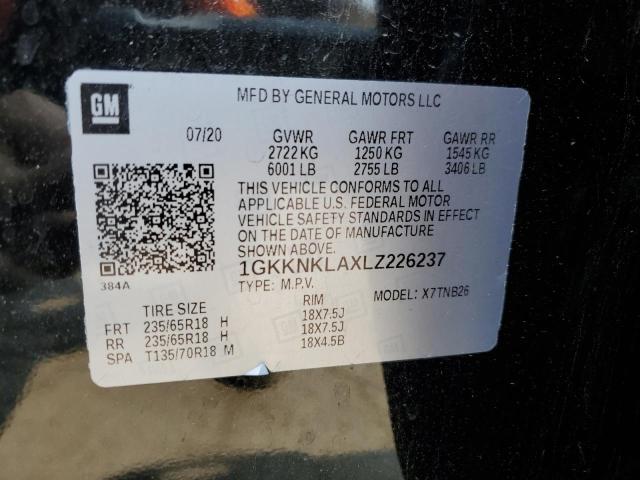 GM
MFD BY GENERAL MOTORS LLC
07/20 GVWR GAWR FRT GAWR RR
2722 KG 1250 KG 1545 KG
6001 LB 2755 LB 3406 LB
THIS VEHICLE CONFORMS TO ALL
APPLICABLE U.S. FEDERAL MOTOR
VEHICLE SAFETY STANDARDS IN EFFECT
ON THE DATE OF MANUFACTURE
SHOWN ABOVE.
1GKKNKLAXLZ226237
384A
TYPE: M.P.V. MODEL: X7TNB26
TIRE SIZE RIM
FRT 235/65R18 H 18X7.5J
RR 235/65R18 H 18X7.5J
SPA T135/70R18 M 18X4.5B